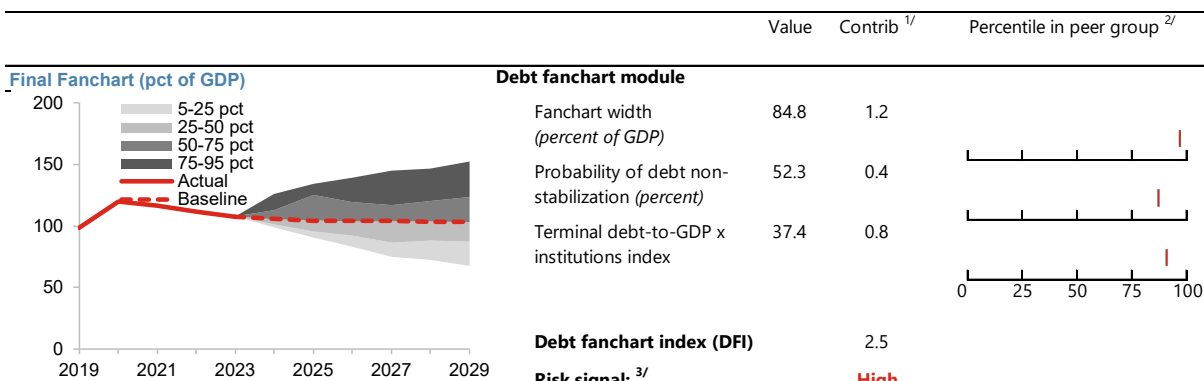 Value Contrib 1/ Percentile in peer group 2/
Final Fanchart (pct of GDP)
200
150
100
50
0
2019 2021 2023 2025 2027 2029
5-25 pct
25-50 pct
50-75 pct
75-95 pct
Actual
Baseline
Debt fanchart module
Fanchart width 84.8 1.2
(percent of GDP)
Probability of debt non- 52.3 0.4
stabilization (percent)
Terminal debt-to-GDP x 37.4 0.8
institutions index
0 25 50 75 100
Debt fanchart index (DFI) 2.5
Risk signal: 3/ High